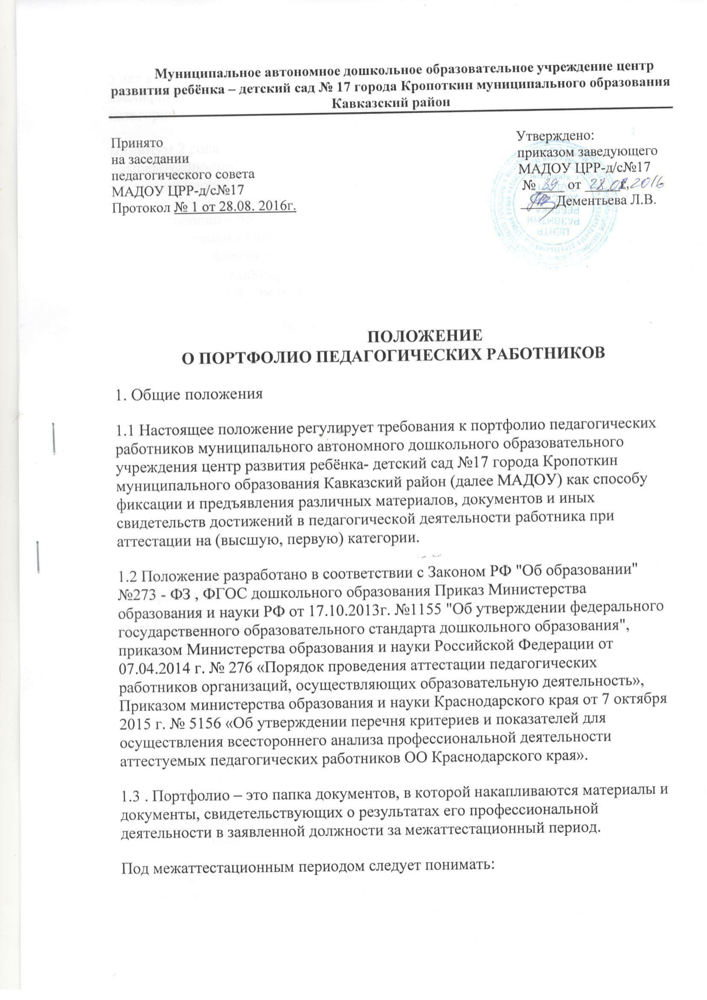 Муниципальное автономное дошкольное образовательное учреждение центр
развития ребёнка – детский сад № 17 города Кропоткин муниципального образования
Кавказский район
Принято
на заседании
педагогического совета
МАДОУ ЦРР-д/с№17
Протокол № 1 от 28.08. 2016г.
Утверждено:
приказом заведующего
МАДОУ ЦРР-д/с№17
№ 39 от 28.08 г. 2016
Дементьева Л.В.
ЦЕНТР
РАЗВИТИЯ
РЕБЁНКА
ПОЛОЖЕНИЕ
О ПОРТФОЛИО ПЕДАГОГИЧЕСКИХ РАБОТНИКОВ
1. Общие положения
1.1 Настоящее положение регулирует требования к портфолио педагогических
работников муниципального автономного дошкольного образовательного
учреждения центр развития ребёнка- детский сад №17 города Кропоткин
муниципального образования Кавказский район (далее МАДОУ) как способу
фиксации и предъявления различных материалов, документов и иных
свидетельств достижений в педагогической деятельности работника при
аттестации на (высшую, первую) категории.
1.2 Положение разработано в соответствии с Законом РФ "Об образовании"
№273 - ФЗ , ФГОС дошкольного образования Приказ Министерства
образования и науки РФ от 17.10.2013г. №1155 "Об утверждении федерального
государственного образовательного стандарта дошкольного образования",
приказом Министерства образования и науки Российской Федерации от
07.04.2014 г. № 276 «Порядок проведения аттестации педагогических
работников организаций, осуществляющих образовательную деятельность»,
Приказом министерства образования и науки Краснодарского края от 7 октября
2015 г. № 5156 «Об утверждении перечня критериев и показателей для
осуществления всестороннего анализа профессиональной деятельности
аттестуемых педагогических работников ОО Краснодарского края».
1.3 . Портфолио – это папка документов, в которой накапливаются материалы и
документы, свидетельствующих о результатах его профессиональной
деятельности в заявленной должности за межаттестационный период.
Под межаттестационным периодом следует понимать: